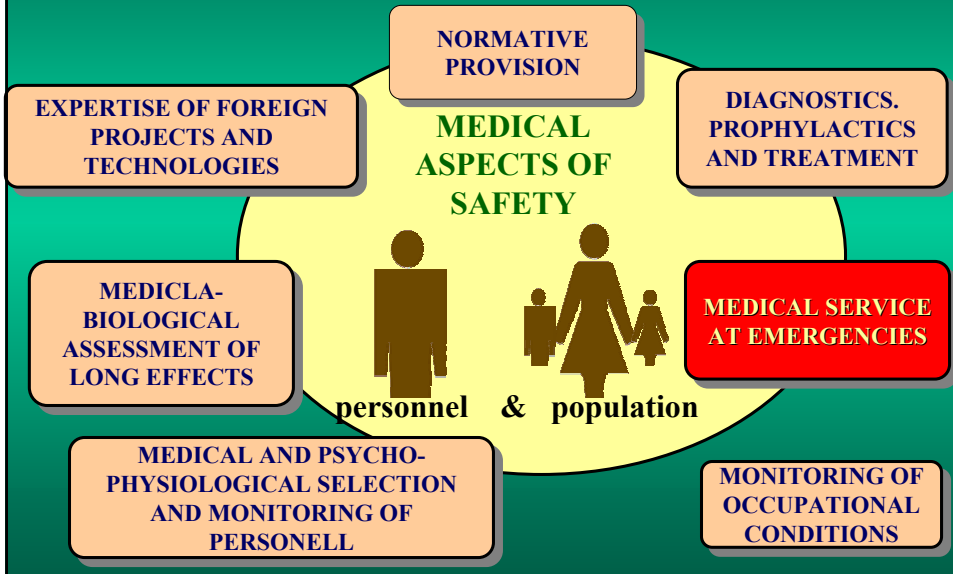 NORMATIVE
PROVISION
EXPERTISE OF FOREIGN
PROJECTS AND
TECHNOLOGIES
DIAGNOSTICS.
PROPHYLACTICS
AND TREATMENT
MEDICAL
ASPECTS OF
SAFETY
MEDICLA-
BIOLOGICAL
ASSESSMENT OF
LONG EFFECTS
MEDICAL SERVICE
AT EMERGENCIES
personnel & population
MEDICAL AND PSYCHO-
PHYSIOLOGICAL SELECTION
AND MONITORING OF
PERSONELL
MONITORING OF
OCCUPATIONAL
CONDITIONS